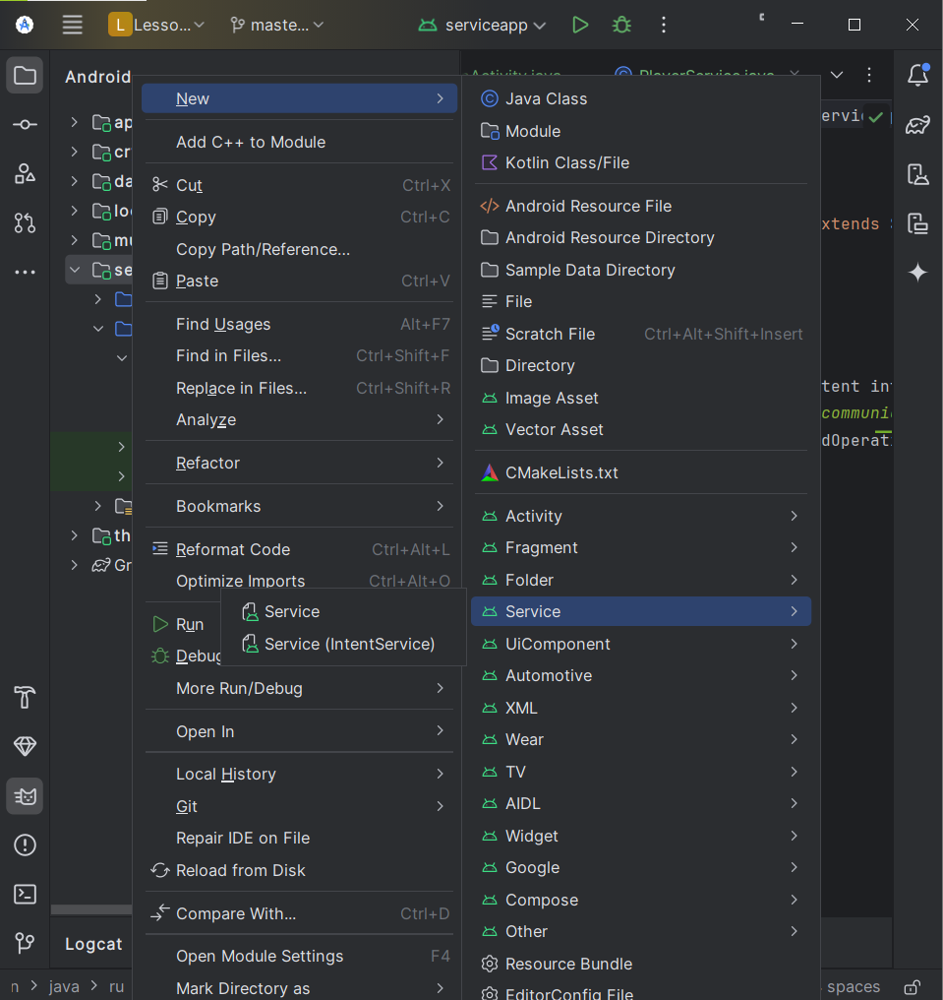 L Lesso... maste... serviceapp
Android
Activity.java PlayerService.java
ap
cr
da
lo
mu
se
th
Gr
New
Add C++ to Module
Cut Ctrl+X
Copy Ctrl+C
Copy Path/Reference...
Paste Ctrl+V
Find Usages Alt+F7
Find in Files... Ctrl+Shift+F
Replace in Files... Ctrl+Shift+R
Analyze
Refactor
Bookmarks
Reformat Code Ctrl+Alt+L
Optimize Imports Ctrl+Alt+O
Run
Debug
More Run/Debug
Open In
Local History
Git
Repair IDE on File
Reload from Disk
Compare With... Ctrl+D
Open Module Settings F4
Mark Directory as
Service
Service (IntentService)
Java Class
Module
Kotlin Class/File
Android Resource File
Android Resource Directory
Sample Data Directory
File
Scratch File Ctrl+Alt+Shift+Insert
Directory
Image Asset
Vector Asset
CMakeLists.txt
Activity
Fragment
Folder
Service
UiComponent
Automotive
XML
Wear
TV
AIDL
Widget
Google
Compose
Other
Resource Bundle
EditorConfig File
ervic
xtends
tent in
communi
dOperat
Logcat
n java ru spaces